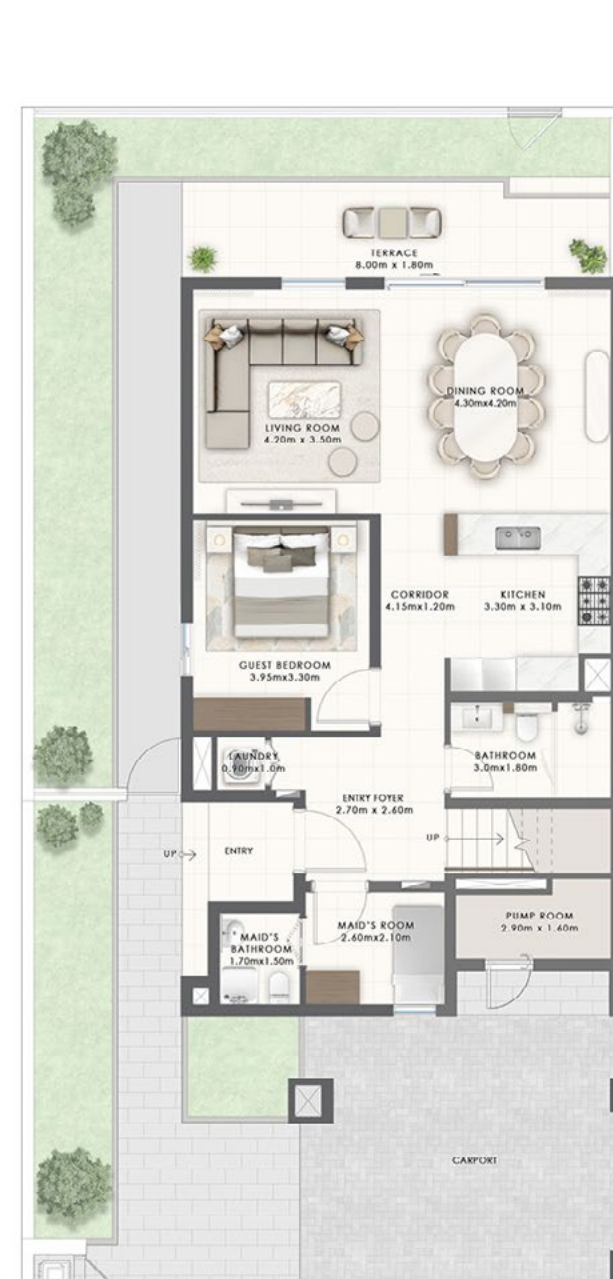 TERRACE
8.00m x 1.80m
DINING ROOM
4.30mx4.20m
LIVING ROOM
4.20m x 3.50m
CORRIDOR
4.15mx1.20m
KITCHEN
3.30m x 3.10m
GUEST BEDROOM
3.95mx3.30m
LAUNDRY
0.90mx1.0m
BATHROOM
3.0mx1.80m
ENTRY FOYER
2.70m x 2.60m
UP
ENTRY
UP
MAID'S ROOM
2.60mx2.10m
MAID'S
BATHROOM
1.70mx1.50m
PUMP ROOM
2.90m x 1.60m
CARPORT